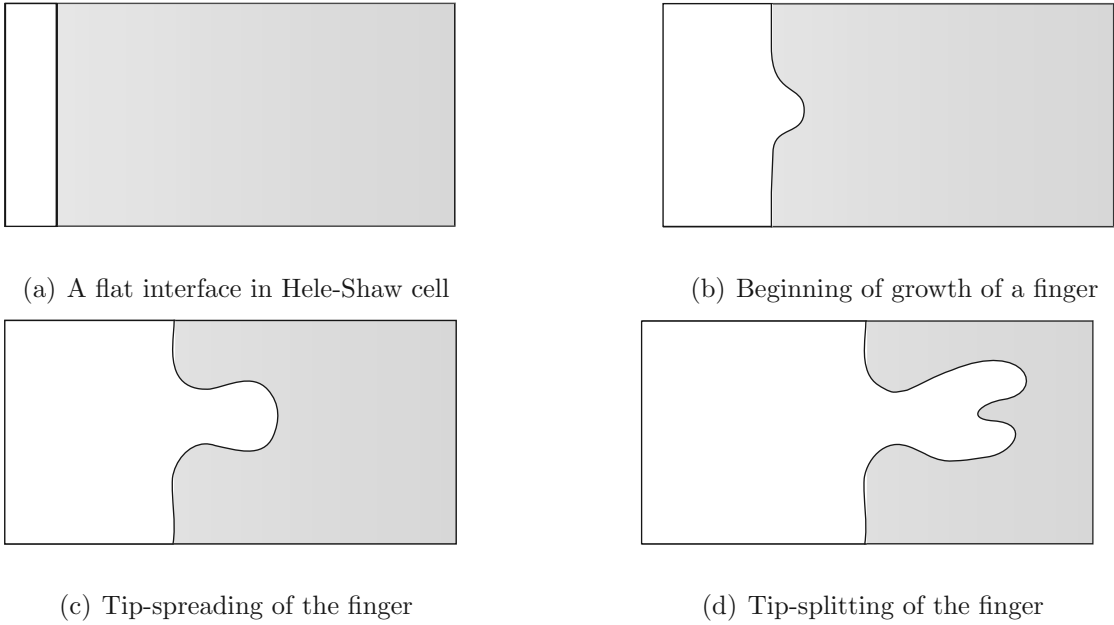 (a) A flat interface in Hele-Shaw cell
(b) Beginning of growth of a finger
(c) Tip-spreading of the finger
(d) Tip-splitting of the finger